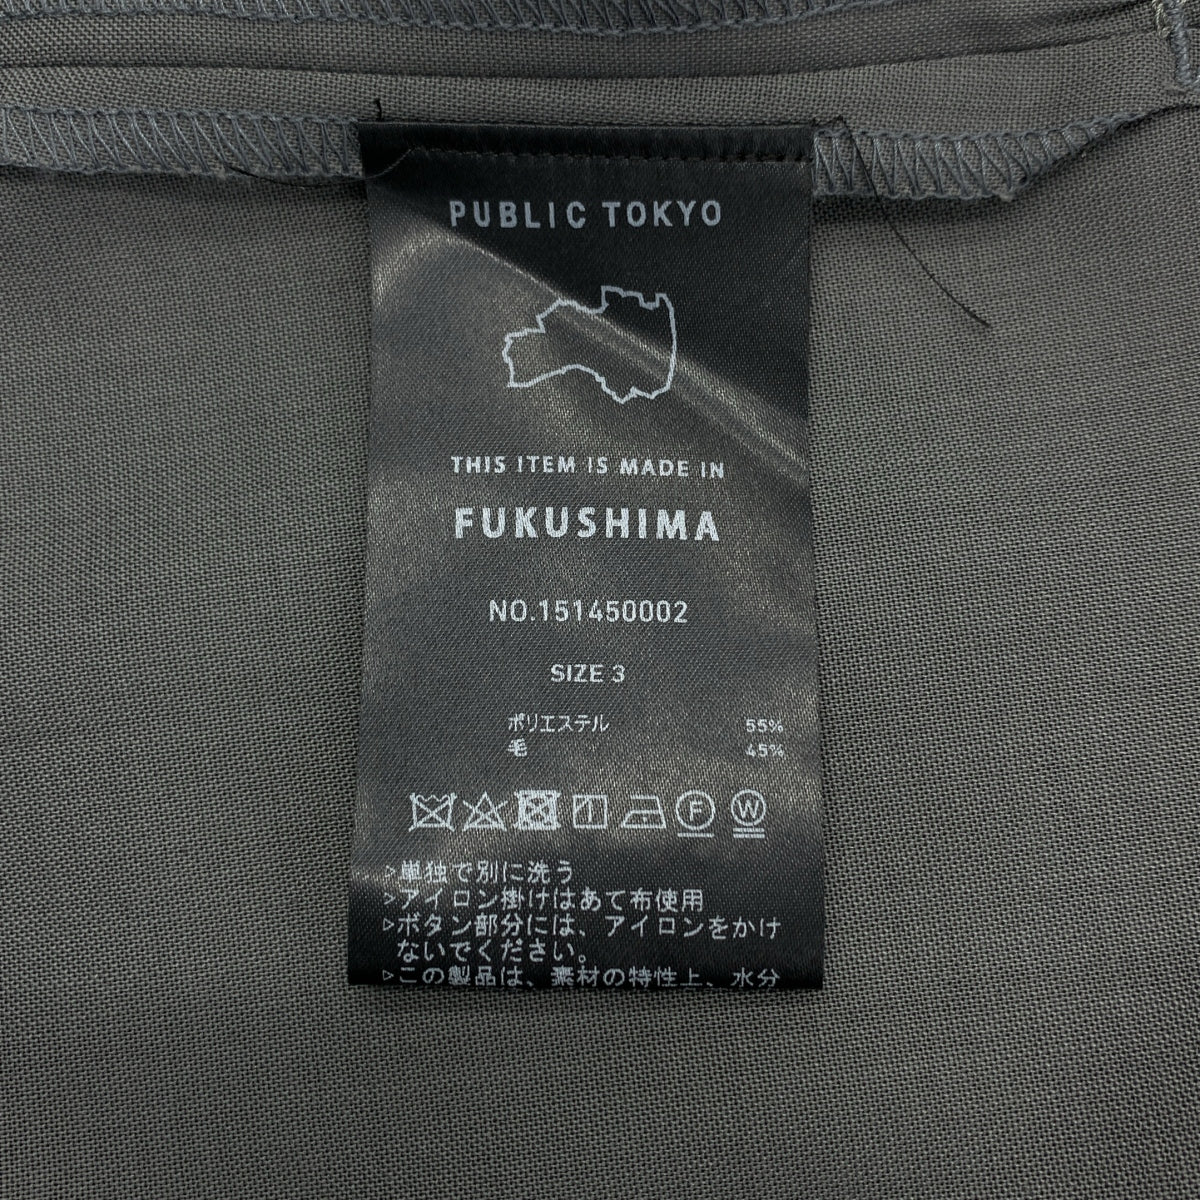 PUBLIC TOKYO
THIS ITEM IS MADE IN
FUKUSHIMA
NO.151450002
SIZE 3
ポリエステル 55%
毛 45%
F W
▷単独で別に洗う
▷アイロン掛けはあて布使用
▷ボタン部分には、アイロンをかけ
ないでください。
▷この製品は、素材の特性上、水分